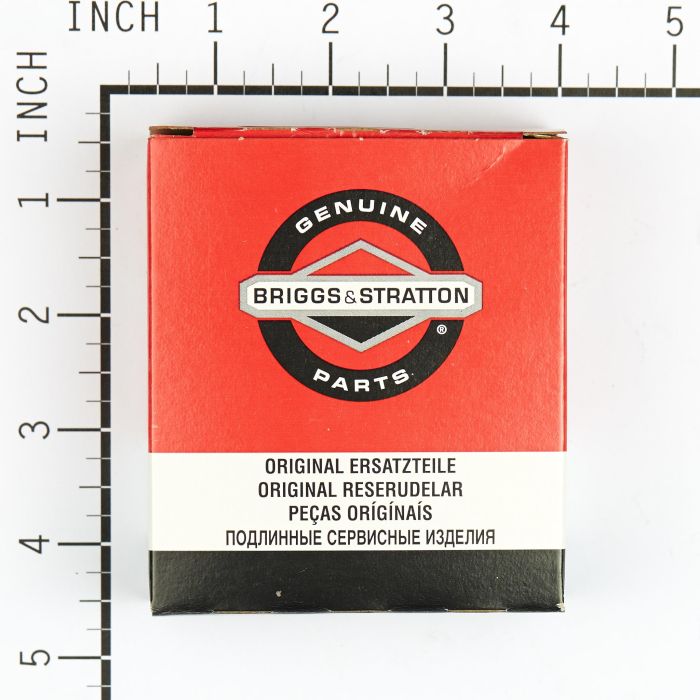 INCH 1 2 3 4 5
INCH
1
2
3
4
5
GENUINE
BRIGGS & STRATTON
®
PARTS
ORIGINAL ERSATZTEILE
ORIGINAL RESERUDELAR
PEÇAS ORÍGÍNAÍS
ПОДЛИННЫЕ СЕРВИСНЫЕ ИЗДЕЛИЯ